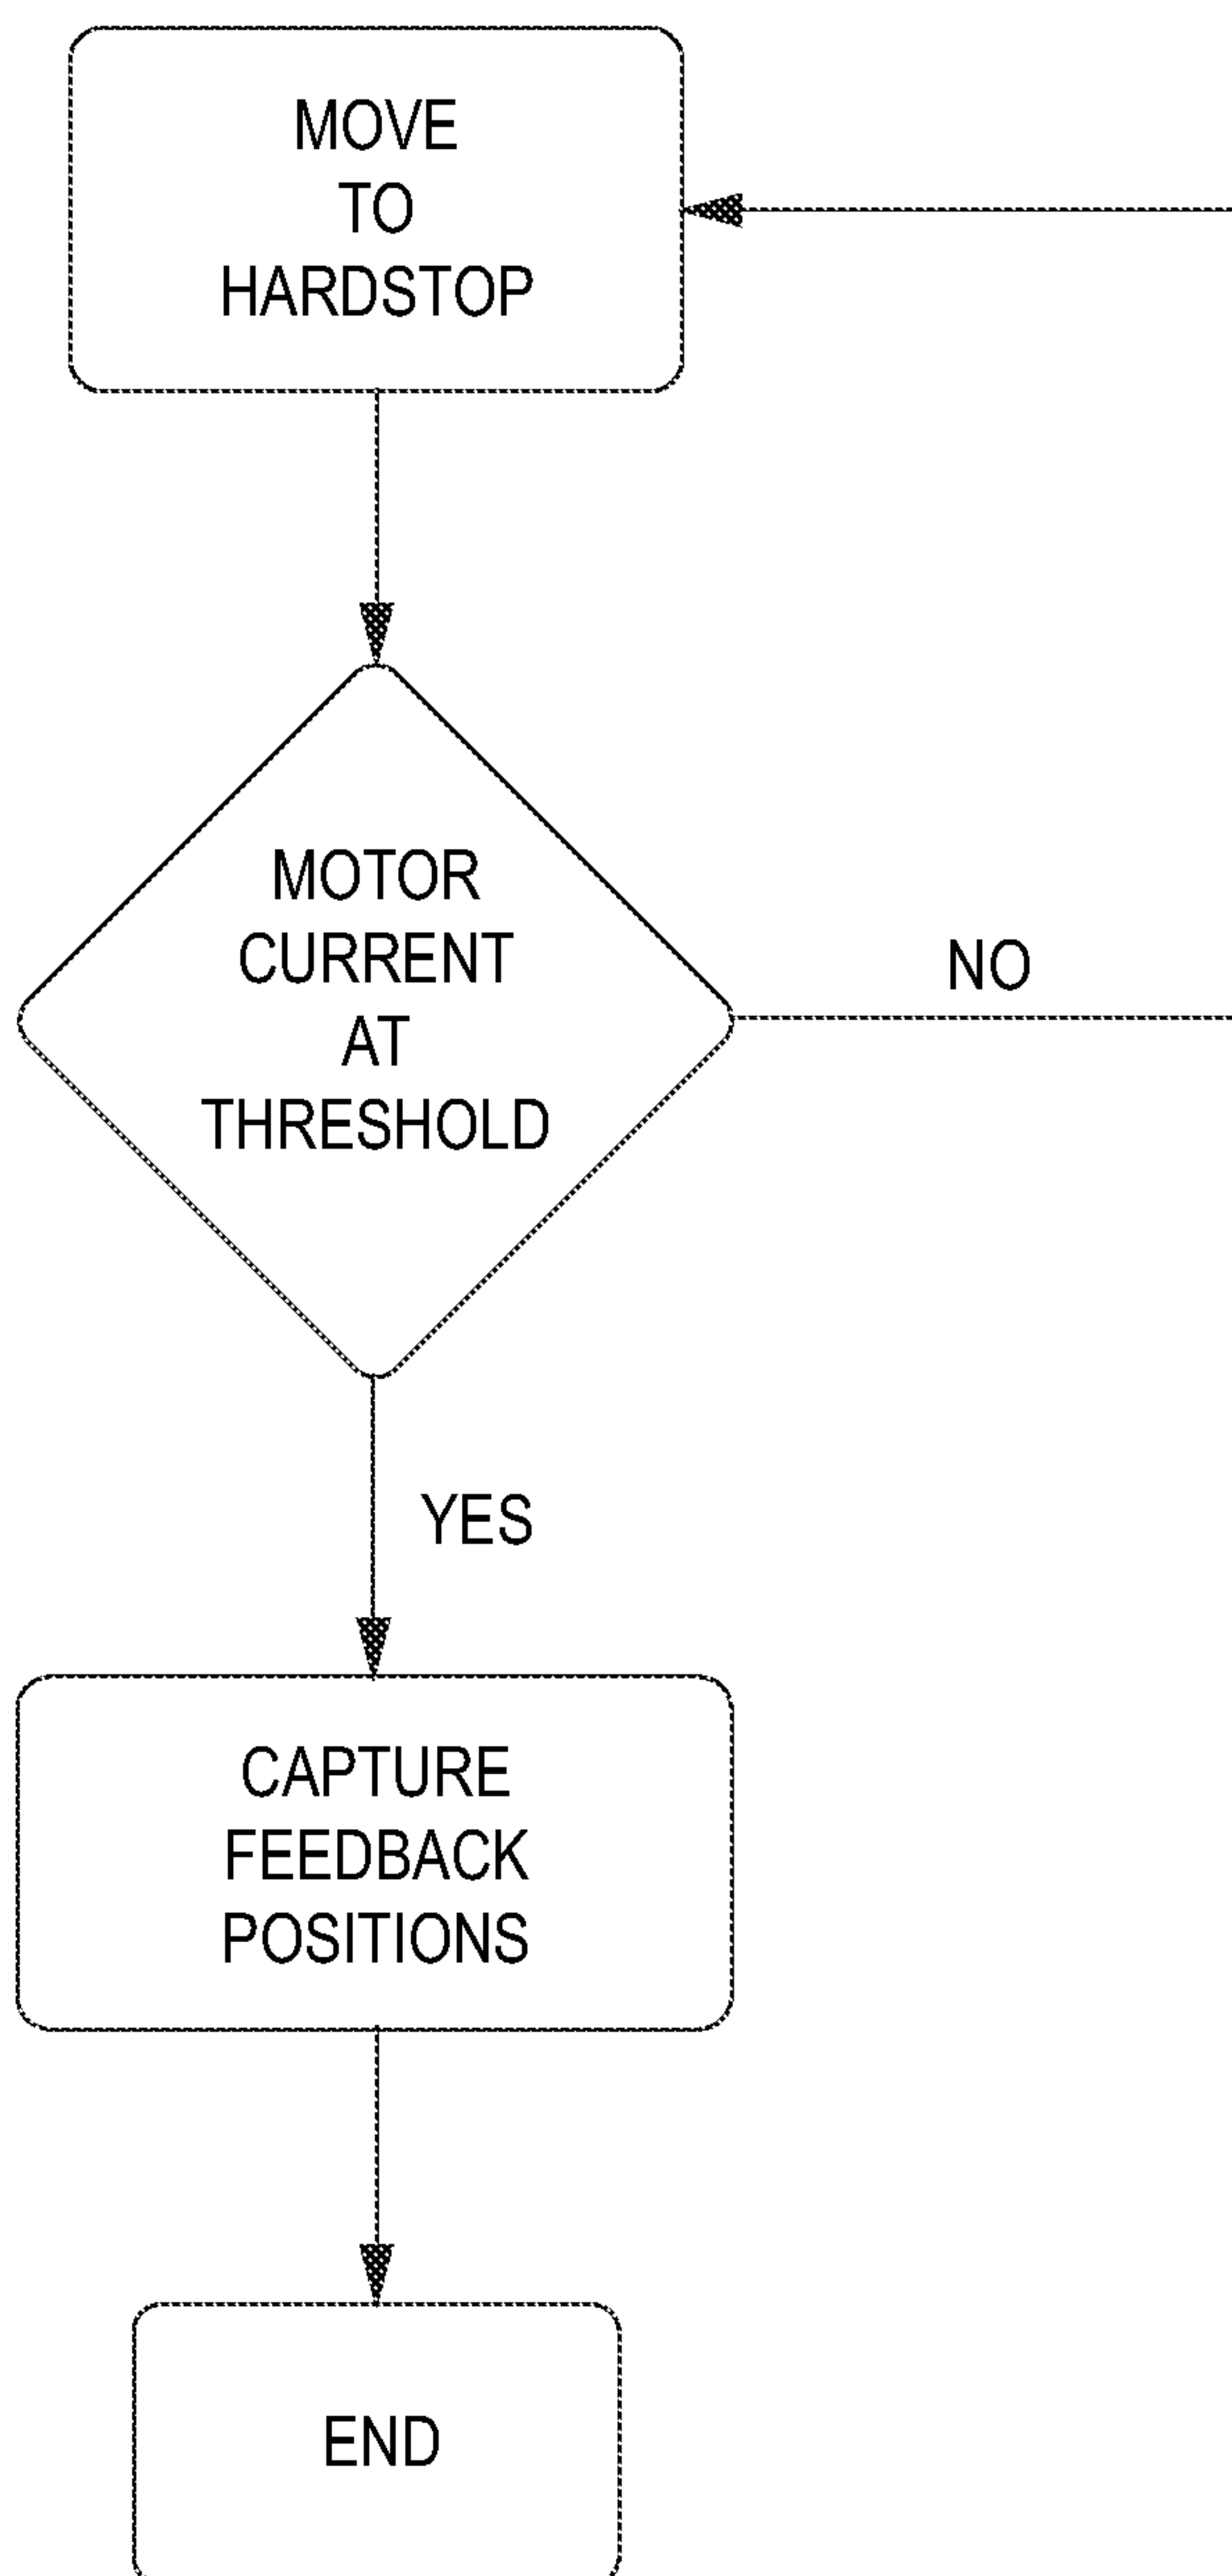 MOVE
TO
HARDSTOP
MOTOR
CURRENT
AT
THRESHOLD
NO
YES
CAPTURE
FEEDBACK
POSITIONS
END